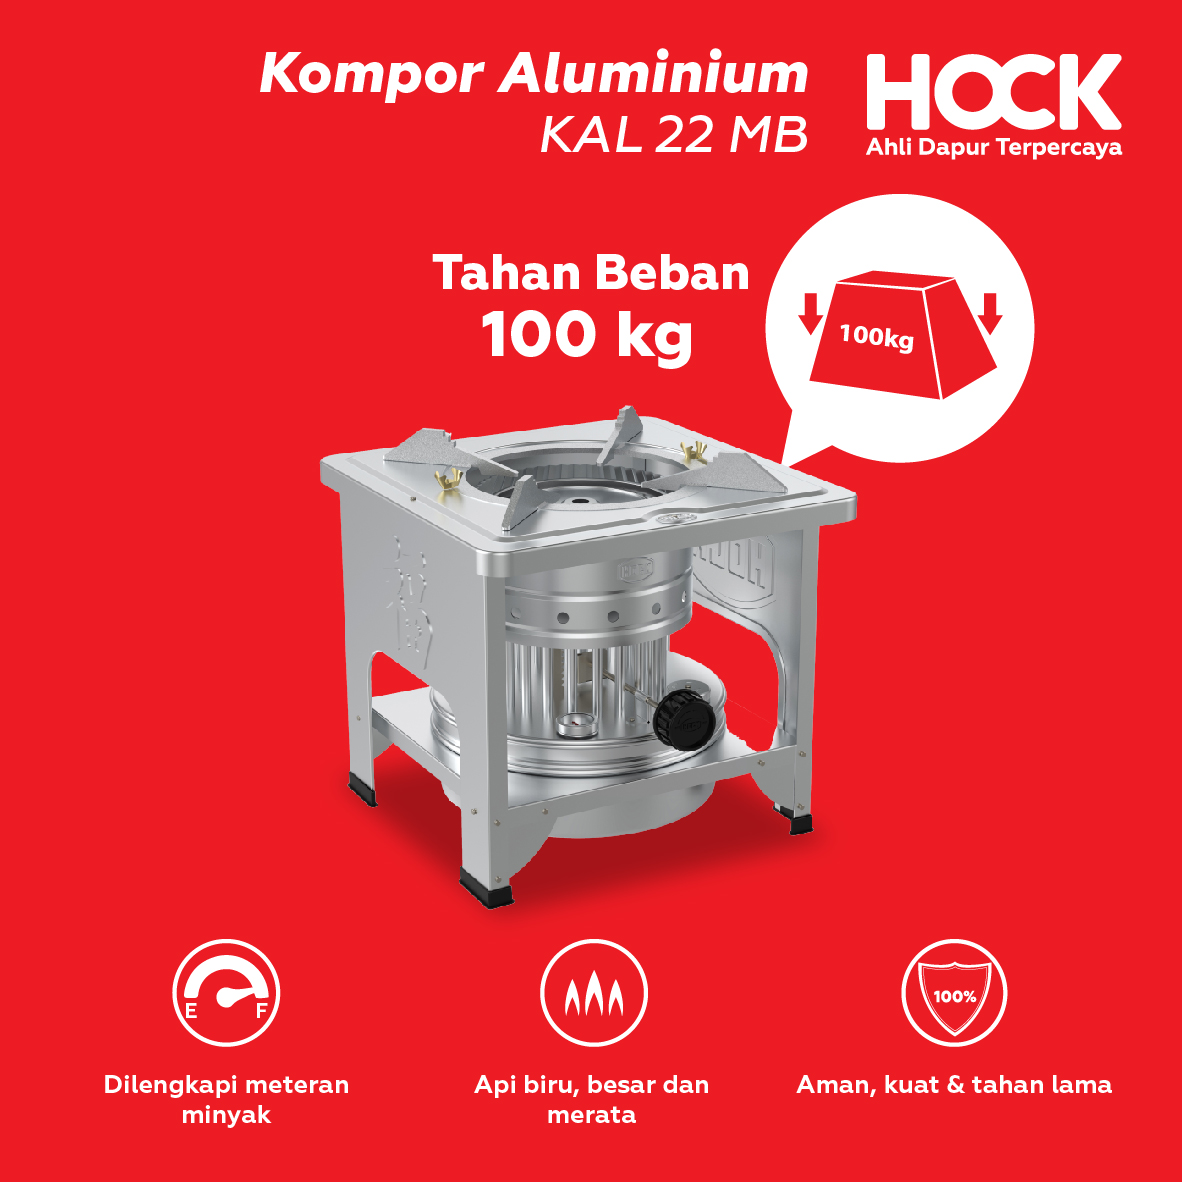 Kompor Aluminium
KAL 22 MB
HOCK
Ahli Dapur Terpercaya
Tahan Beban
100 kg
100kg
HOCK
E F
100%
Dilengkapi meteran
minyak
Api biru, besar dan
merata
Aman, kuat & tahan lama